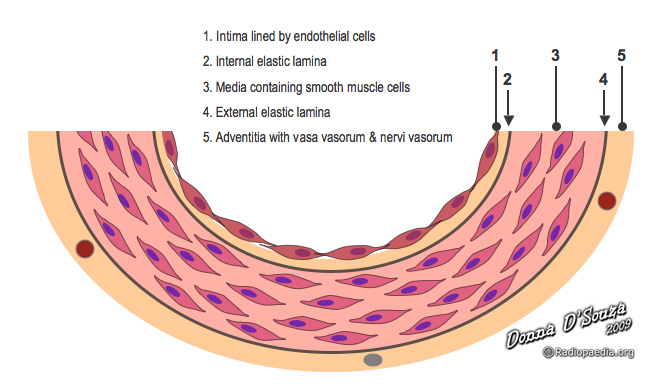 1. Intima lined by endothelial cells
2. Internal elastic lamina
3. Media containing smooth muscle cells
4. External elastic lamina
5. Adventitia with vasa vasorum & nervi vasorum
1 3 5
2 4
Donna D'Souza
2009
©Radiopaedia.org